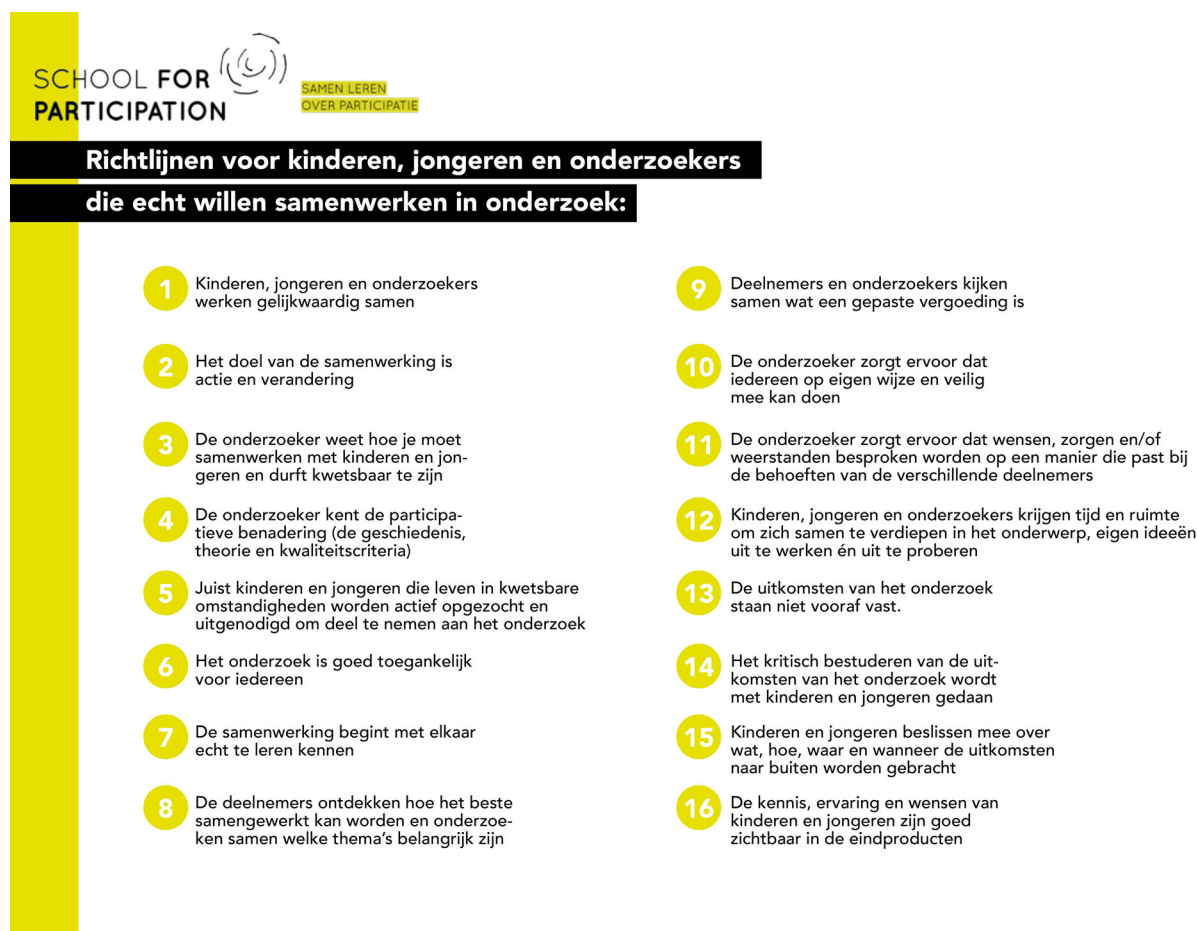 SCHOOL FOR
PARTICIPATION
SAMEN LEREN
OVER PARTICIPATIE
Richtlijnen voor kinderen, jongeren en onderzoekers
die echt willen samenwerken in onderzoek:
1
Kinderen, jongeren en onderzoekers
werken gelijkwaardig samen
2
Het doel van de samenwerking is
actie en verandering
3
De onderzoeker weet hoe je moet
samenwerken met kinderen en jon-
geren en durft kwetsbaar te zijn
4
De onderzoeker kent de participa-
tieve benadering (de geschiedenis,
theorie en kwaliteitscriteria)
5
Juist kinderen en jongeren die leven in kwetsbare
omstandigheden worden actief opgezocht en
uitgenodigd om deel te nemen aan het onderzoek
6
Het onderzoek is goed toegankelijk
voor iedereen
7
De samenwerking begint met elkaar
echt te leren kennen
8
De deelnemers ontdekken hoe het beste
samengewerkt kan worden en onderzoe-
ken samen welke thema's belangrijk zijn
9
Deelnemers en onderzoekers kijken
samen wat een gepaste vergoeding is
10
De onderzoeker zorgt ervoor dat
iedereen op eigen wijze en veilig
mee kan doen
11
De onderzoeker zorgt ervoor dat wensen, zorgen en/of
weerstanden besproken worden op een manier die past bij
de behoeften van de verschillende deelnemers
12
Kinderen, jongeren en onderzoekers krijgen tijd en ruimte
om zich samen te verdiepen in het onderwerp, eigen ideeën
uit te werken én uit te proberen
13
De uitkomsten van het onderzoek
staan niet vooraf vast.
14
Het kritisch bestuderen van de uit-
komsten van het onderzoek wordt
met kinderen en jongeren gedaan
15
Kinderen en jongeren beslissen mee over
wat, hoe, waar en wanneer de uitkomsten
naar buiten worden gebracht
16
De kennis, ervaring en wensen van
kinderen en jongeren zijn goed
zichtbaar in de eindproducten